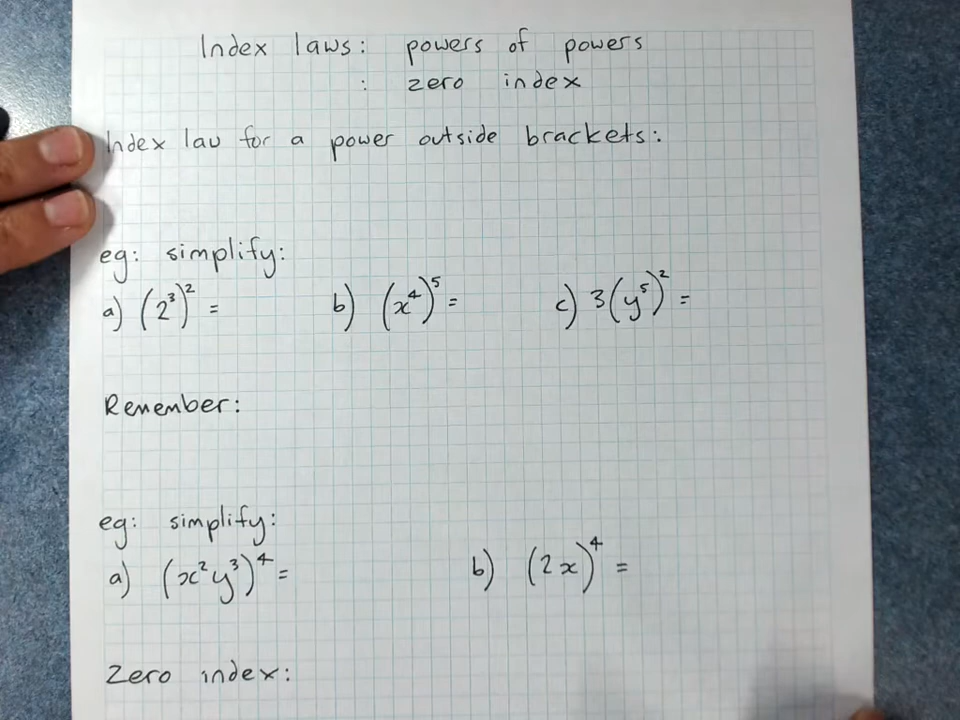 Index laws: powers of powers
: zero index
Index law for a power outside brackets:
eg: simplify:
a) (2³)² = b) (x⁴)⁵ = c) 3(y⁵)² =
Remember:
eg: simplify:
a) (x²y³)⁴ = b) (2x)⁴ =
Zero index: